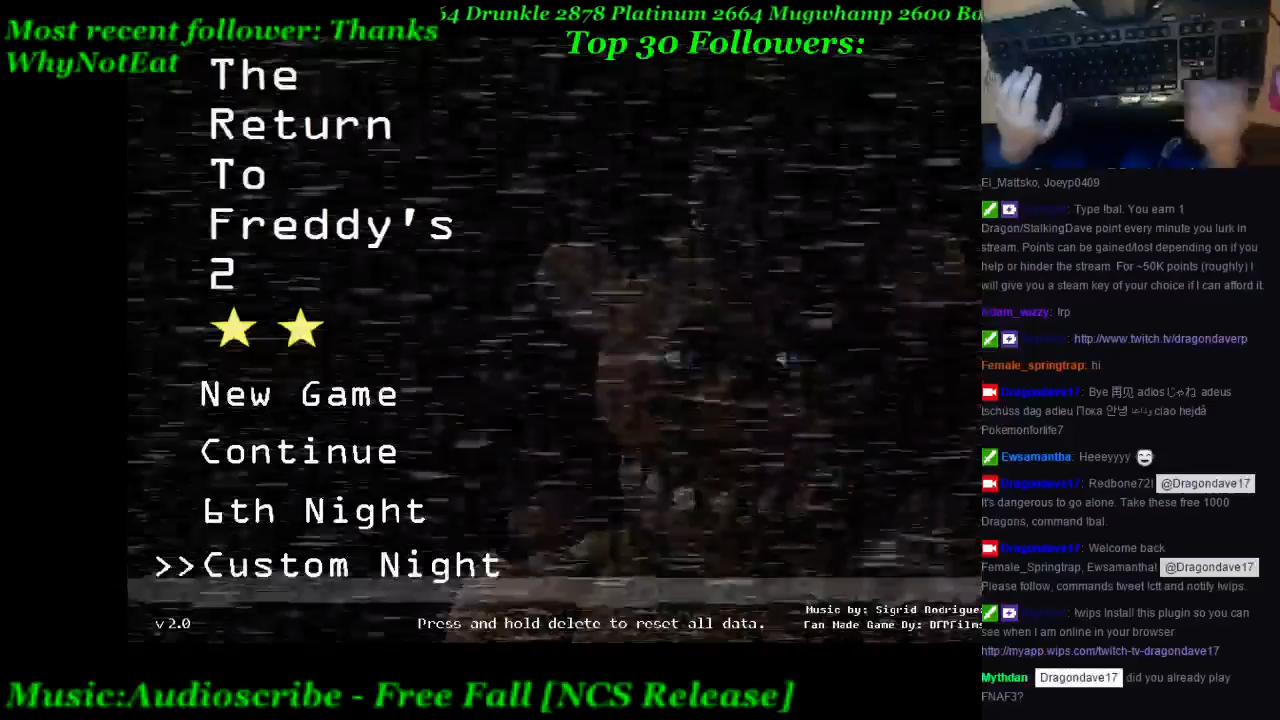 Most recent follower: Thanks
WhyNotEat
64 Drunkle 2878 Platinum 2664 Mugwhamp 2600 Bo
Top 30 Followers:
The
Return
To
Freddy's
2
New Game
Continue
6th Night
>>Custom Night
v 2.0
Press and hold delete to reset all data.
Music by: Sigrid Rodrigue
Fan Made Game By: DFPFilms
Music:Audioscribe - Free Fall [NCS Release]
El_Mattsko, Joeyp0409
: Type !bal. You earn 1
Dragon/StalkingDave point every minute you lurk in
stream. Points can be gained/lost depending on if you
help or hinder the stream. For ~50K points (roughly) I
will give you a steam key of your choice if I can afford it.
: !rp
: http://www.twitch.tv/dragondaverp
Female_springtrap: hi
Dragondave17: Bye 再见 adios じゃね adeus
tschüss dag adieu Пока 안녕 ciao hejdå
Pokemonforlife7
Ewsamantha: Heeeyyyy
Dragondave17: Redbone72! @Dragondave17
It's dangerous to go alone. Take these free 1000
Dragons, command !bal.
Dragondave17: Welcome back
Female_Springtrap, Ewsamantha! @Dragondave17
Please follow, commands tweet !ctt and notify !wips.
: !wips Install this plugin so you can
see when I am online in your browser
http://myapp.wips.com/twitch-tv-dragondave17
Mythdan Dragondave17 did you already play
FNAF3?